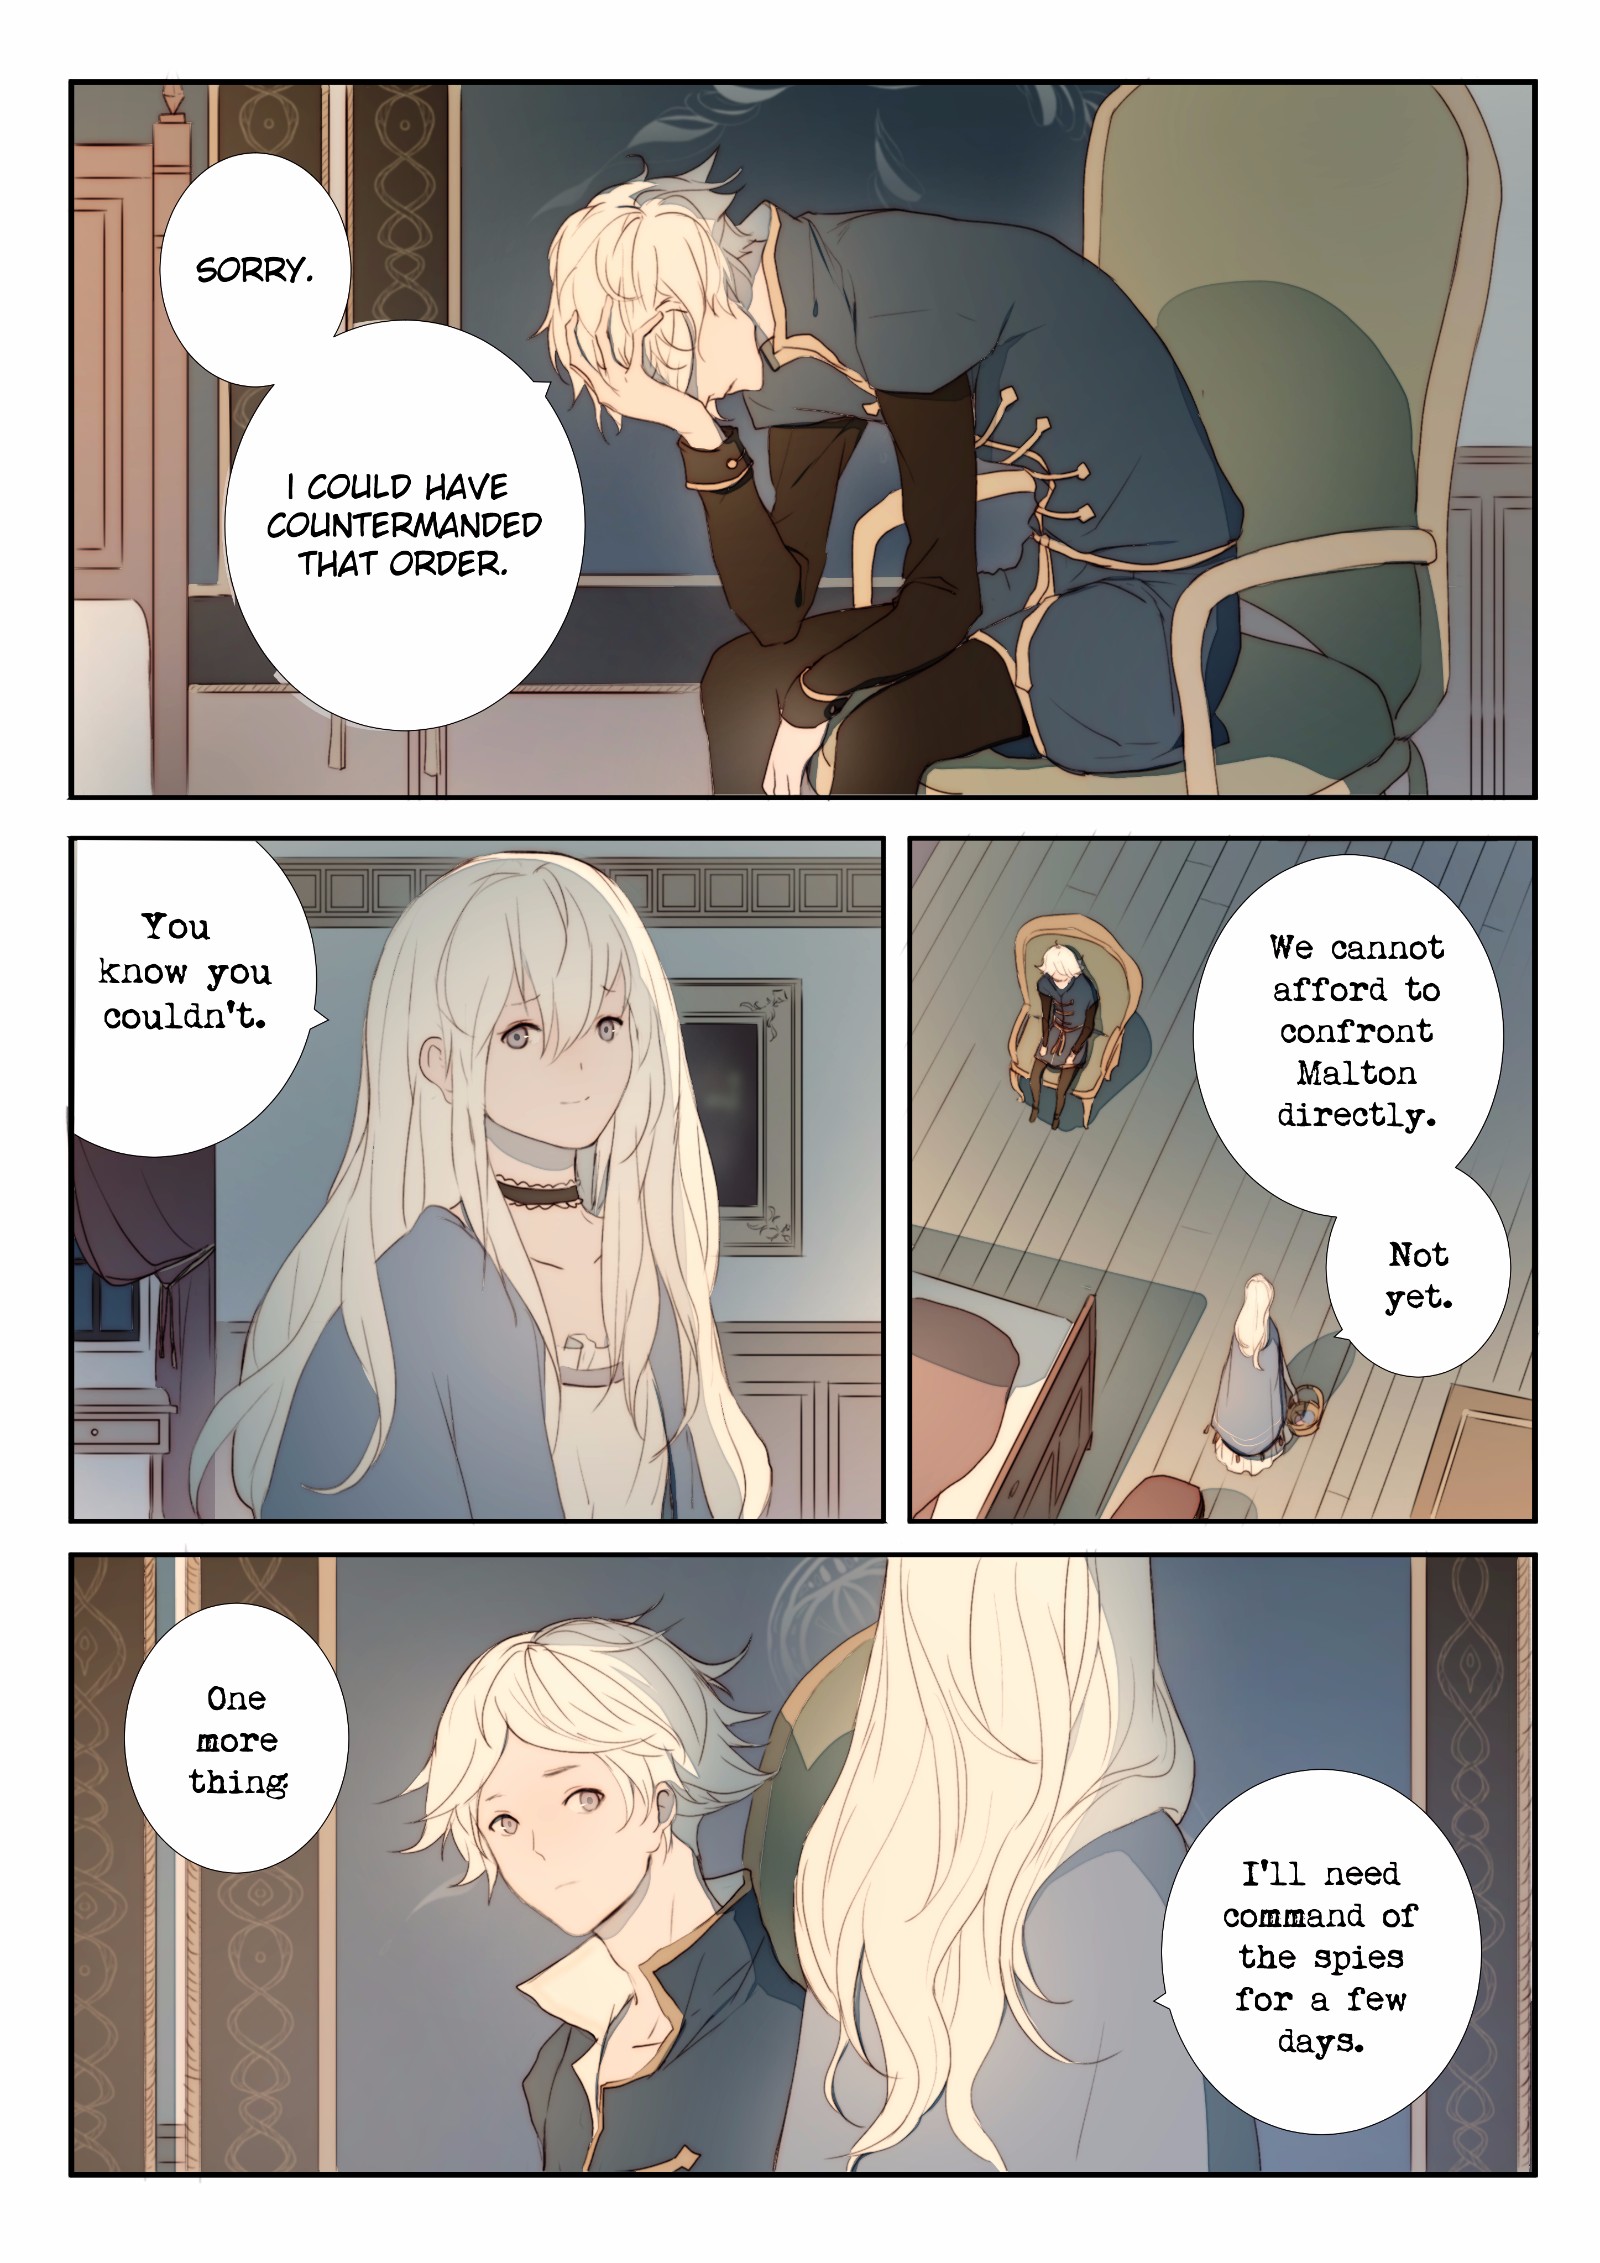 SORRY.
I COULD HAVE
COUNTERMANDED
THAT ORDER.
You
know you
couldn't.
We cannot
afford to
confront
Malton
directly.
Not
yet.
One
more
thing
I'll need
command of
the spies
for a few
days.